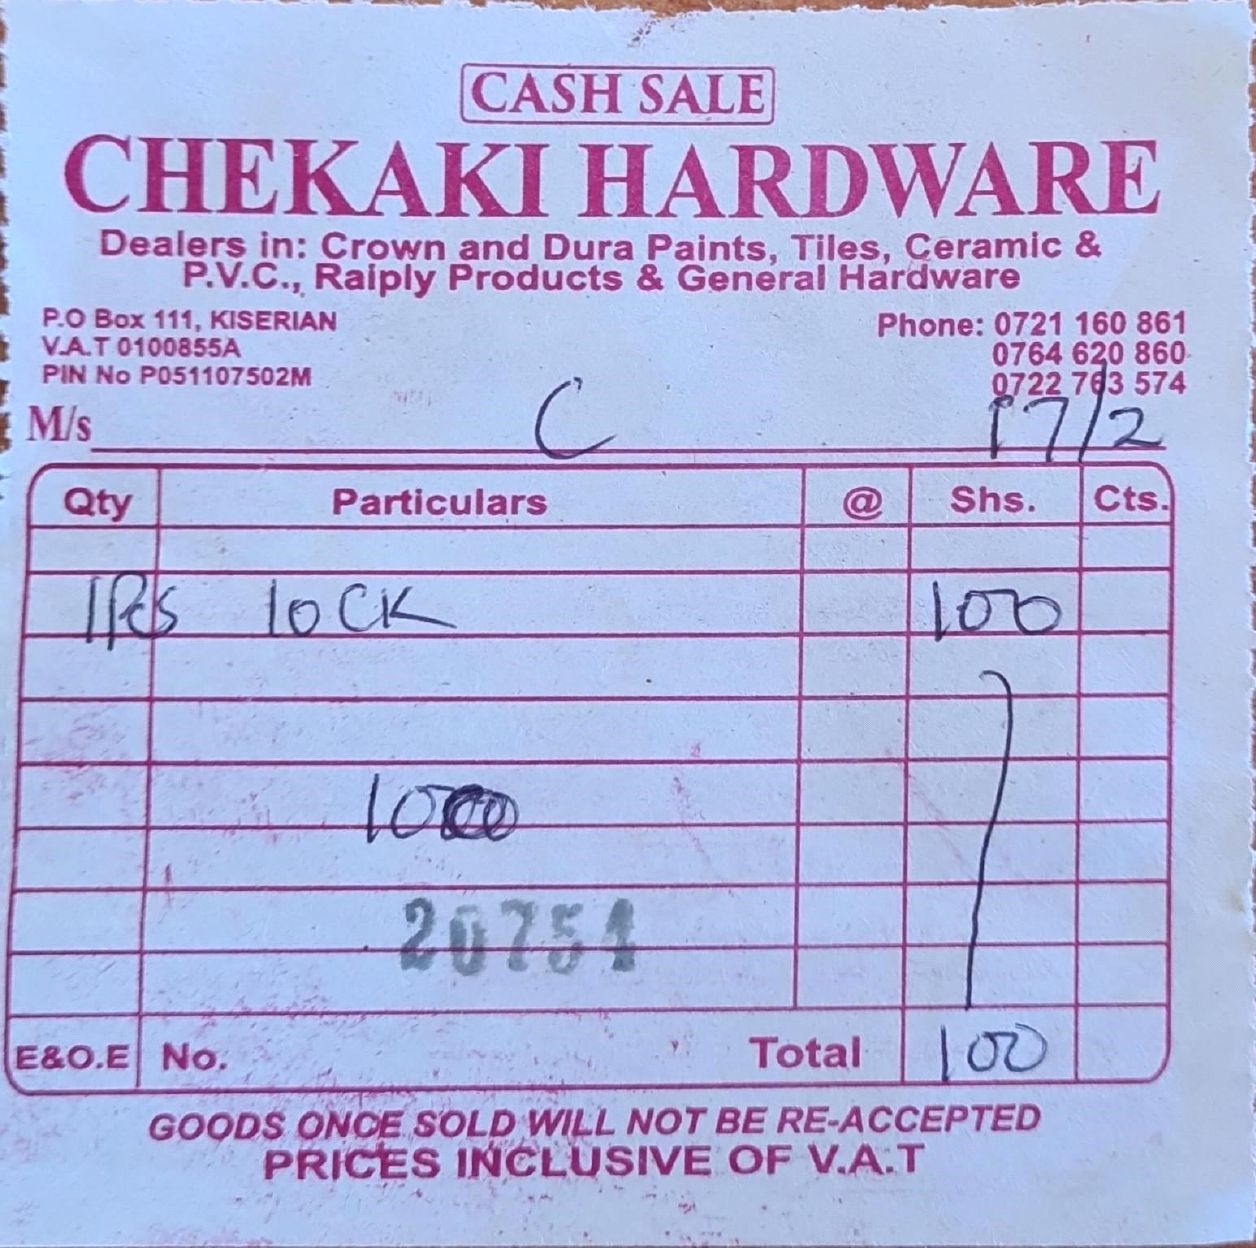 CASH SALE
CHEKAKI HARDWARE
Dealers in: Crown and Dura Paints, Tiles, Ceramic &
P.V.C., Raiply Products & General Hardware
P.O Box 111, KISERIAN
V.A.T 0100855A
PIN No P051107502M
Phone: 0721 160 861
0764 620 860
0722 763 574
M/s C 17/2
Qty Particulars @ Shs. Cts.
1Pcs lOCK 100
20754
E&O.E No. Total 100
GOODS ONCE SOLD WILL NOT BE RE-ACCEPTED
PRICES INCLUSIVE OF V.A.T